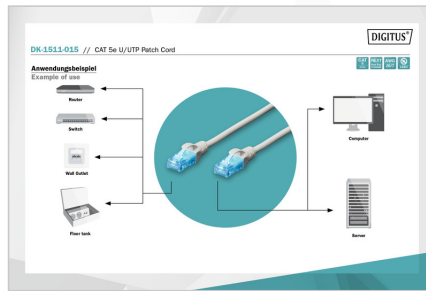 DIGITUS®
DK-1511-015 // CAT 5e U/UTP Patch Cord
Anwendungsbeispiel
Example of use
Router
Switch
Wall Outlet
Floor tank
Computer
Server